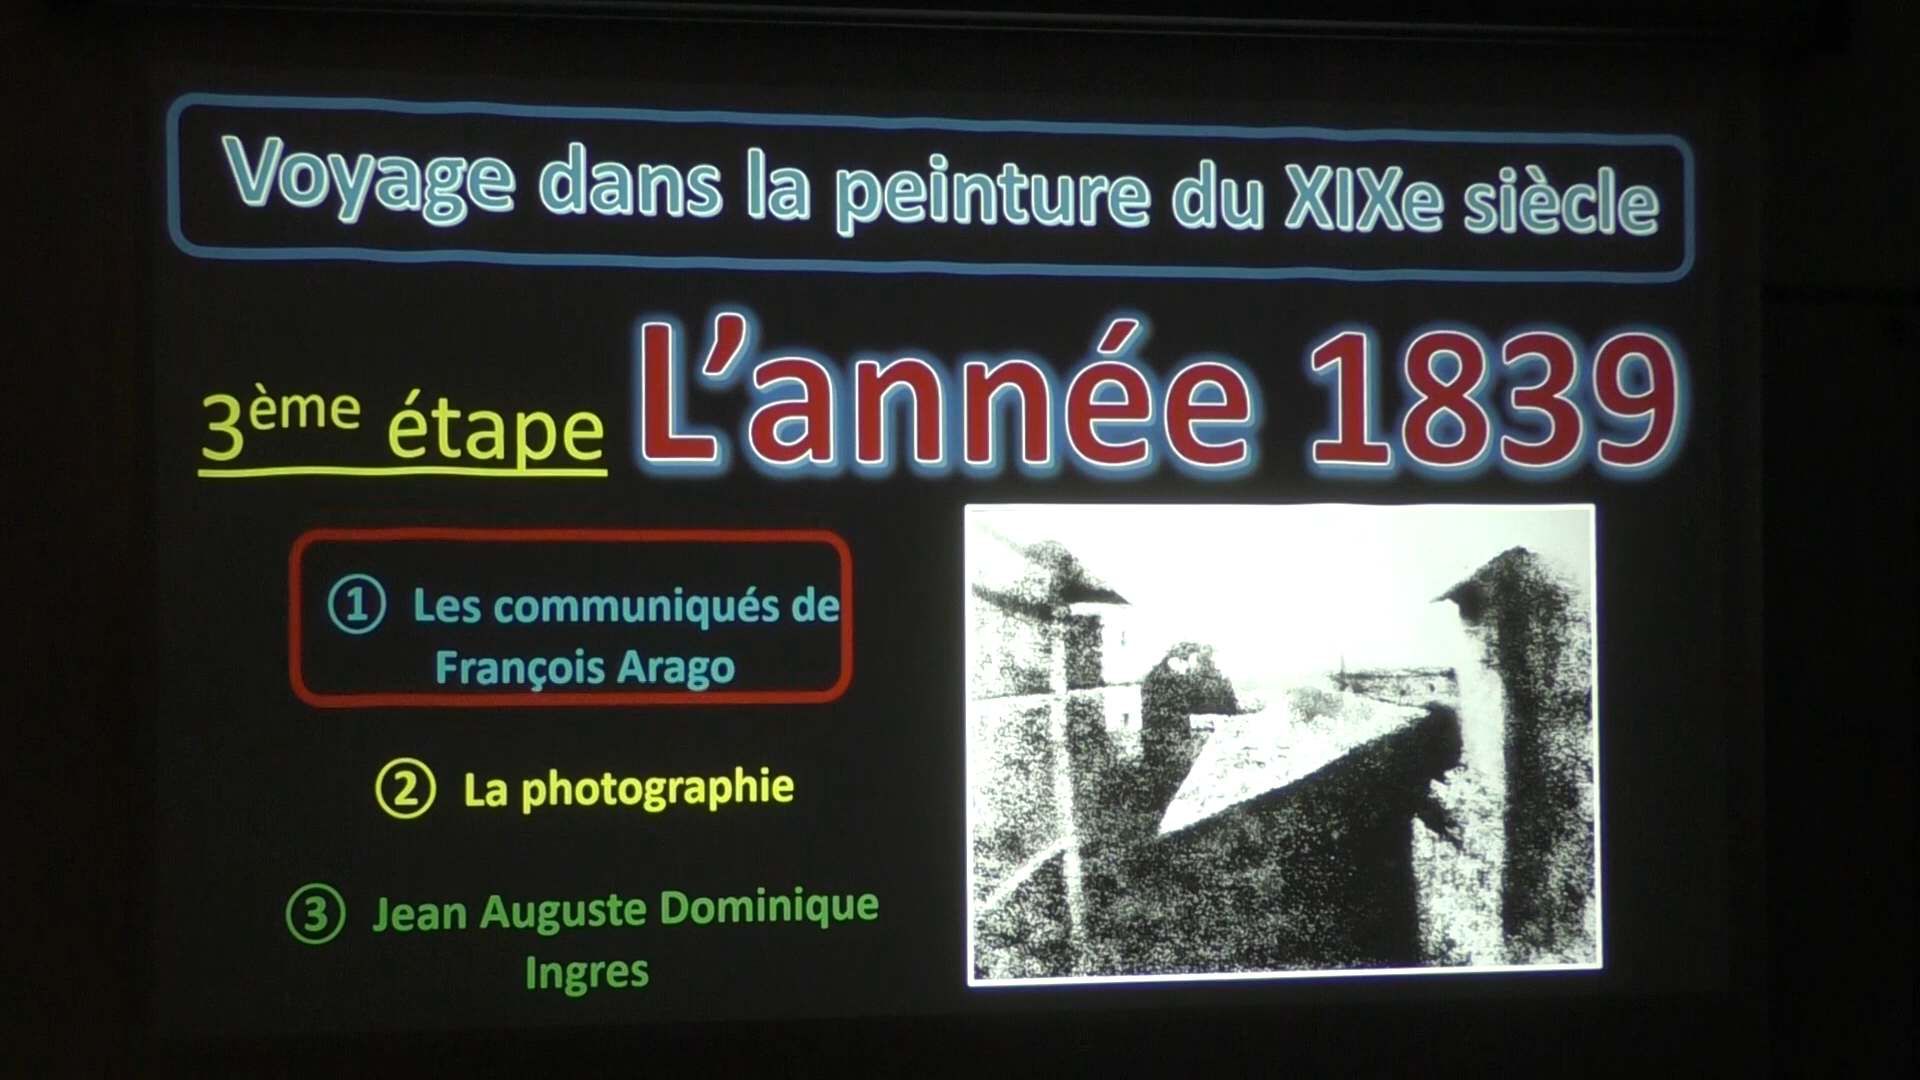 Voyage dans la peinture du XIXe siècle
3ème étape L’année 1839
① Les communiqués de
François Arago
② La photographie
③ Jean Auguste Dominique
Ingres